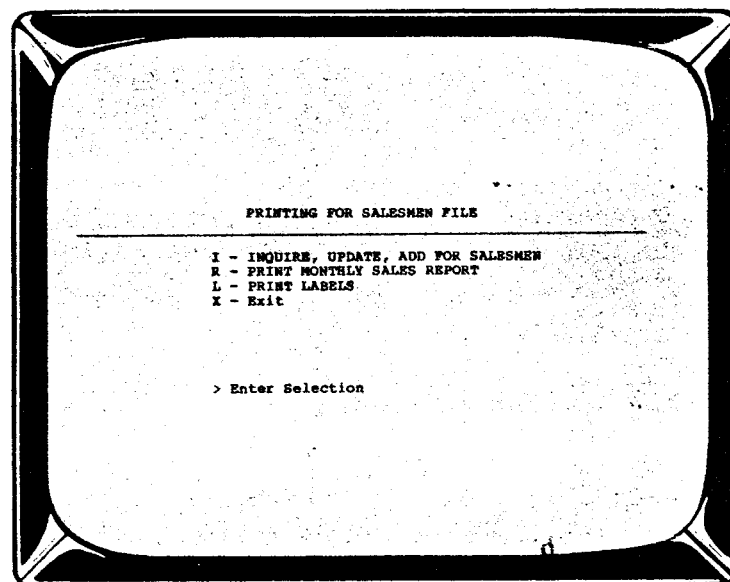 PRINTING FOR SALESMEN FILE
I - INQUIRE, UPDATE, ADD FOR SALESMEN
R - PRINT MONTHLY SALES REPORT
L - PRINT LABELS
X - Exit
> Enter Selection